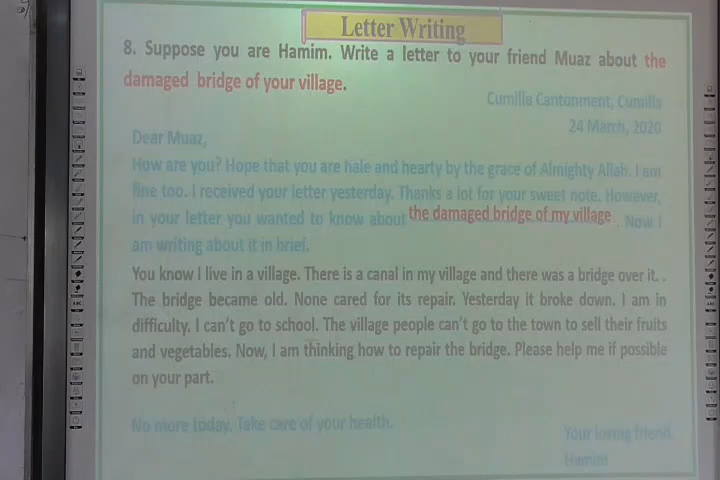 Letter Writing
8. Suppose you are Hamim. Write a letter to your friend Muaz about the
damaged bridge of your village.
Cumilla Cantonment, Cumilla
24 March, 2020
Dear Muaz,
How are you? Hope that you are hale and hearty by the grace of Almighty Allah. I am
fine too. I received your letter yesterday. Thanks a lot for your sweet note. However,
in your letter you wanted to know about the damaged bridge of my village . Now I
am writing about it in brief.
You know I live in a village. There is a canal in my village and there was a bridge over it. .
The bridge became old. None cared for its repair. Yesterday it broke down. I am in
difficulty. I can't go to school. The village people can't go to the town to sell their fruits
and vegetables. Now, I am thinking how to repair the bridge. Please help me if possible
on your part.
No more today. Take care of your health.
Your loving friend,
Hamim